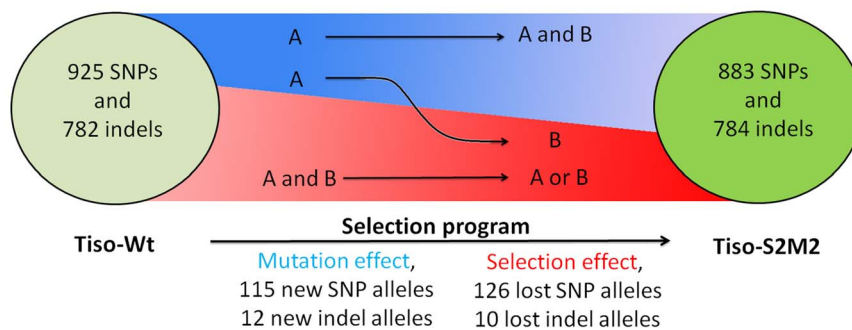 925 SNPs
and
782 indels
A
A and B
A
B
A and B
A or B
883 SNPs
and
784 indels
Tiso-Wt
Selection program
Tiso-S2M2
Mutation effect,
115 new SNP alleles
12 new indel alleles
Selection effect,
126 lost SNP alleles
10 lost indel alleles